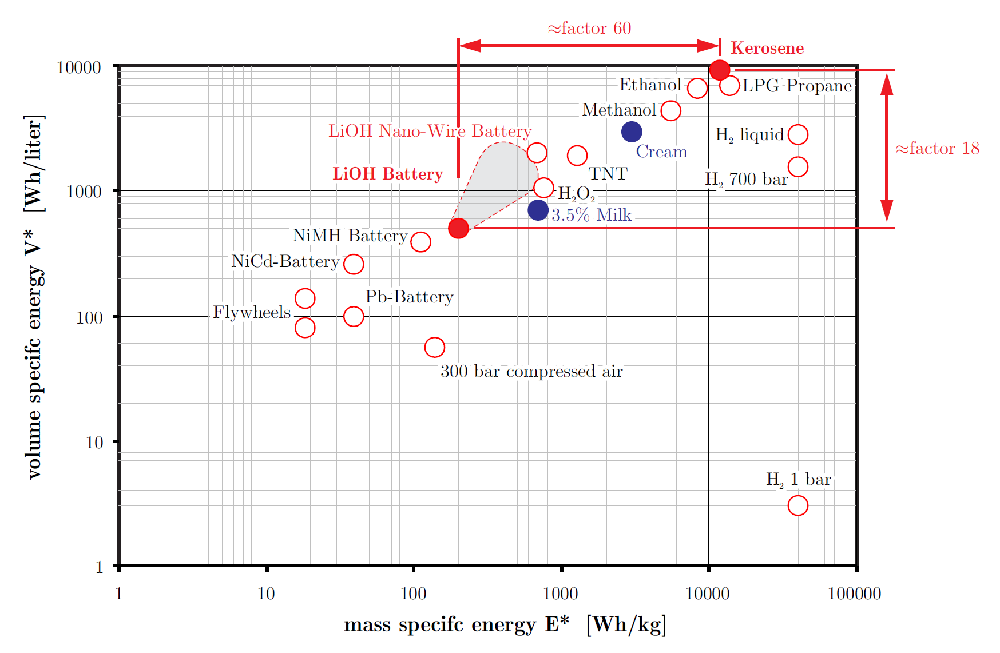 ≈factor 60
Kerosene
10000
Ethanol
LPG Propane
Methanol
LiOH Nano-Wire Battery
H₂ liquid
Cream
≈factor 18
LiOH Battery
TNT
H₂ 700 bar
1000
H₂O₂
3.5% Milk
NiMH Battery
NiCd-Battery
Pb-Battery
Flywheels
100
300 bar compressed air
10
H₂ 1 bar
1
volume specifc energy V* [Wh/liter]
1
10
100
1000
10000
100000
mass specifc energy E* [Wh/kg]